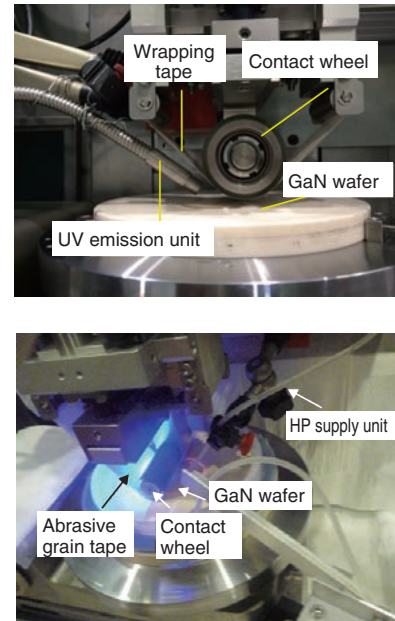 Wrapping
tape
Contact wheel
GaN wafer
UV emission unit
HP supply unit
GaN wafer
Abrasive
grain tape
Contact
wheel